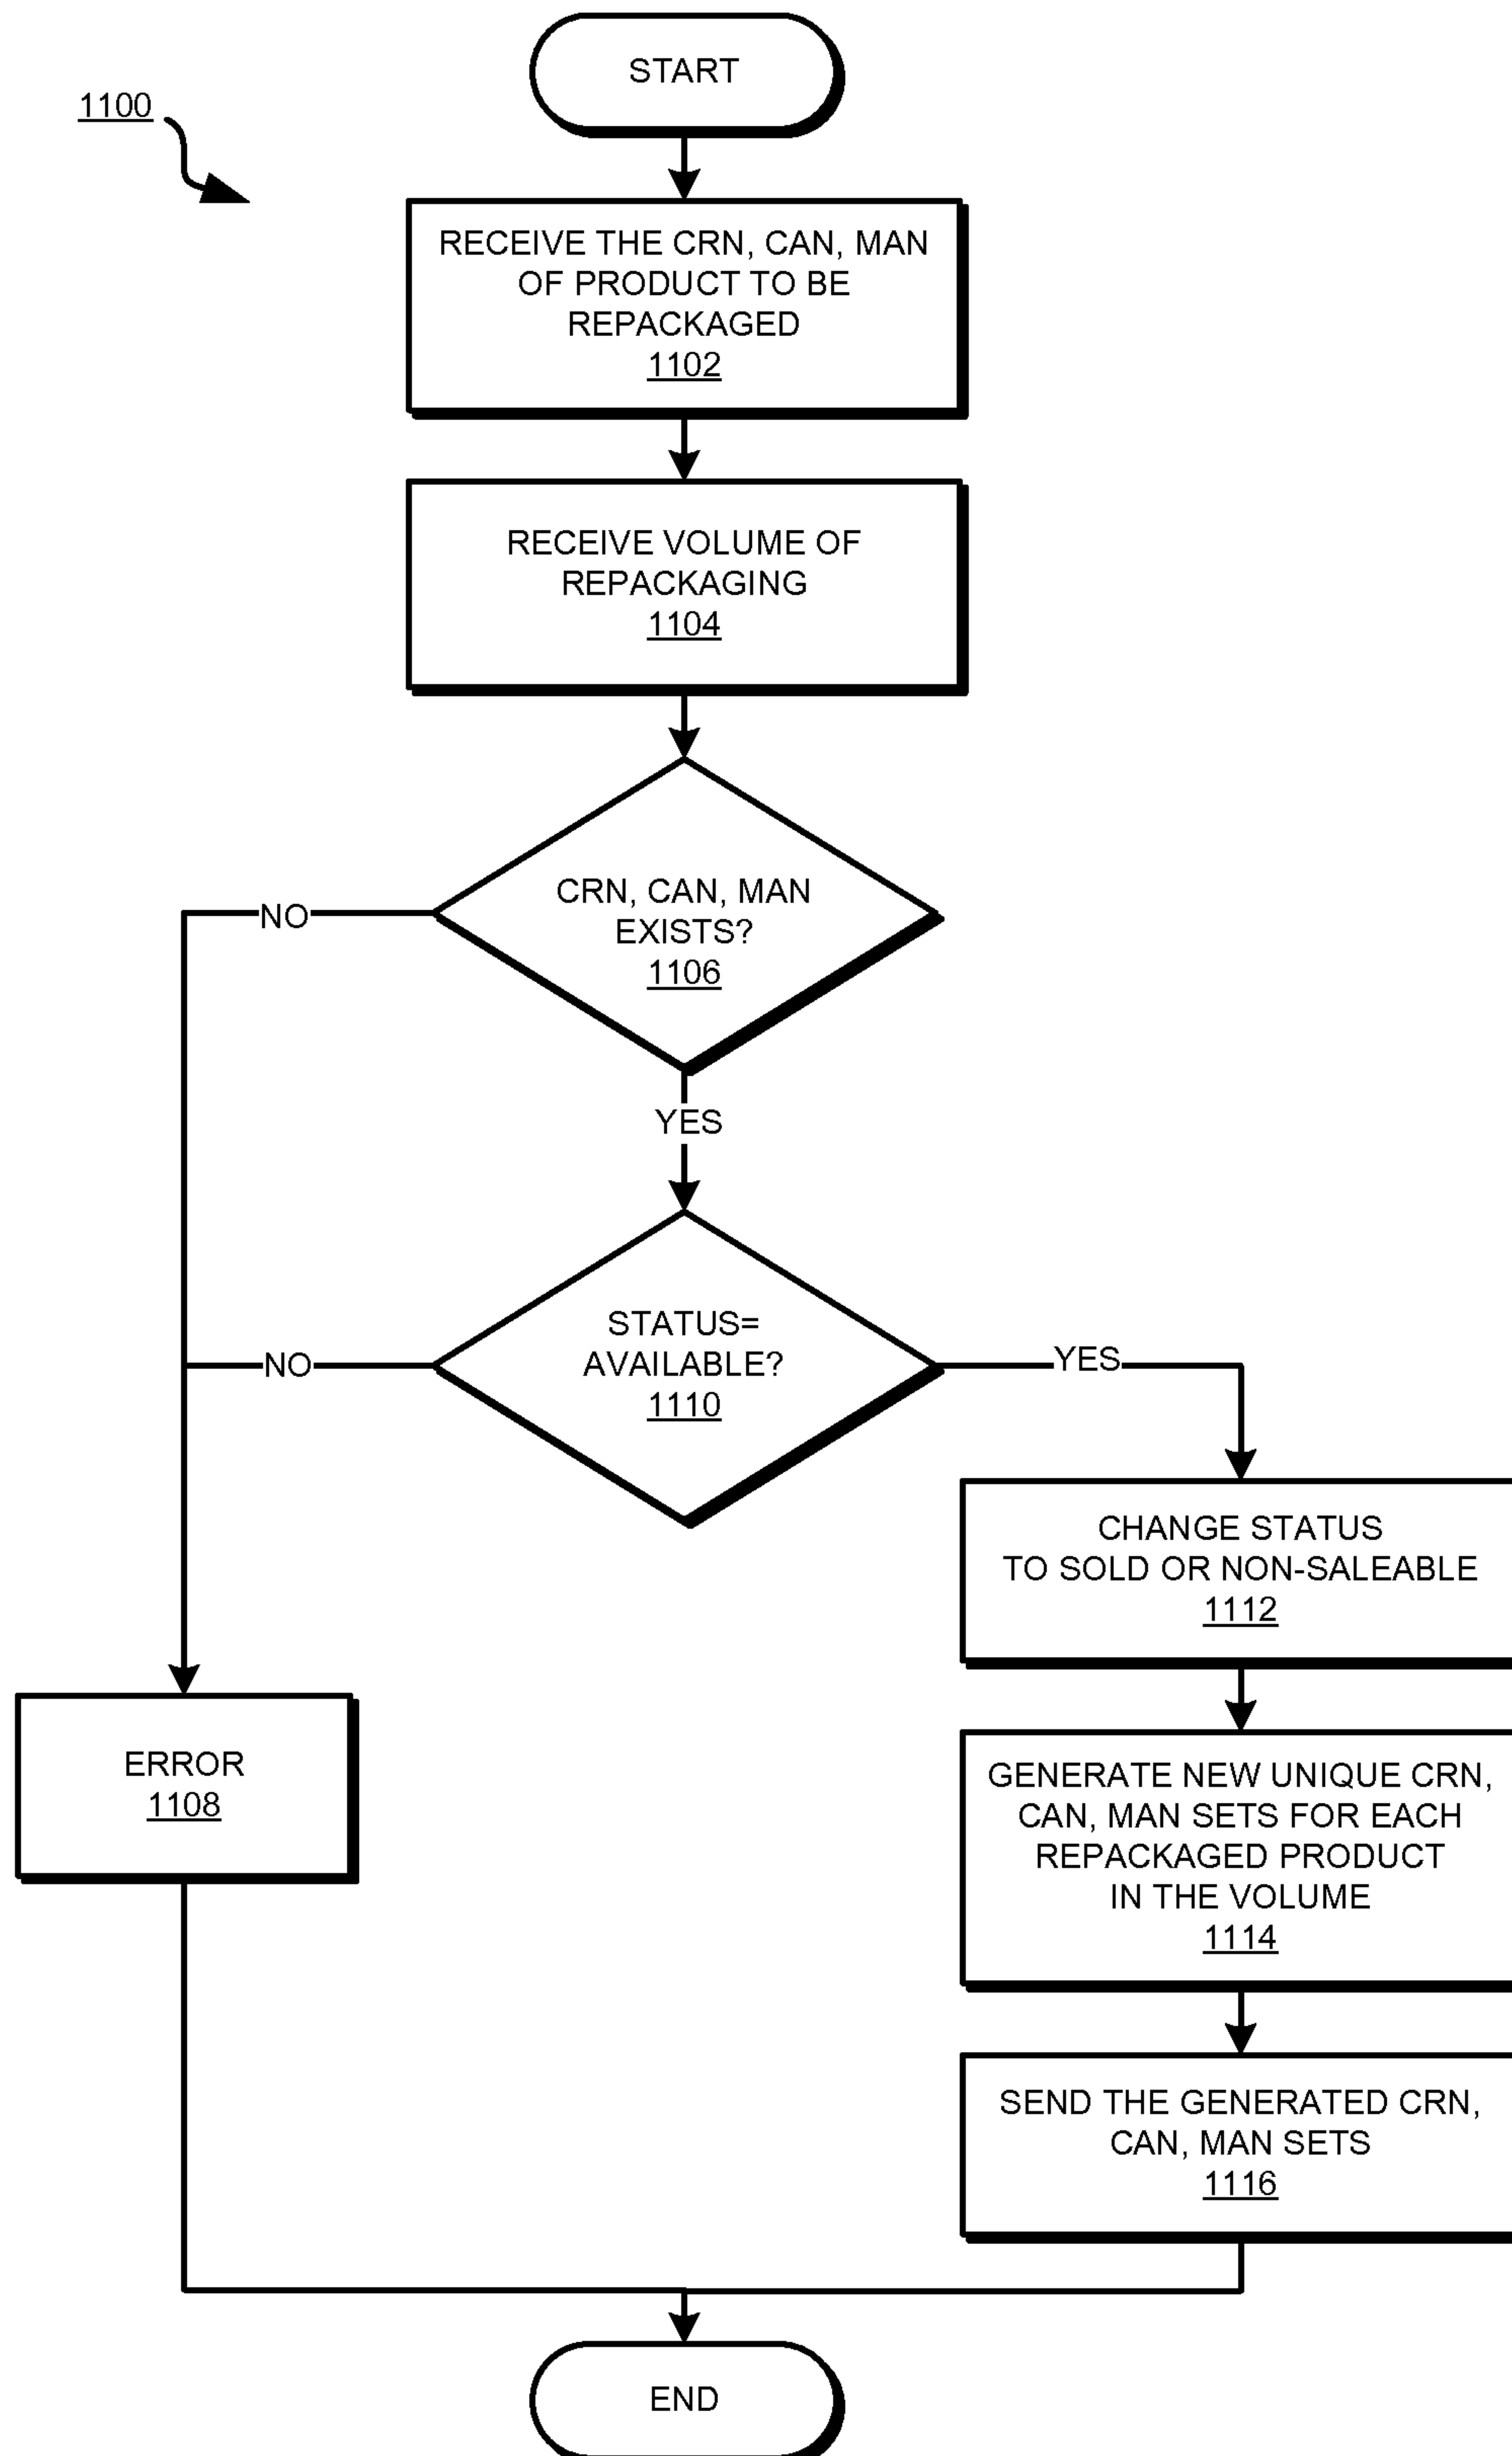 START
1100
RECEIVE THE CRN, CAN, MAN
OF PRODUCT TO BE
REPACKAGED
1102
RECEIVE VOLUME OF
REPACKAGING
1104
CRN, CAN, MAN
EXISTS?
1106
NO
YES
STATUS=
AVAILABLE?
1110
NO
YES
CHANGE STATUS
TO SOLD OR NON-SALEABLE
1112
ERROR
1108
GENERATE NEW UNIQUE CRN,
CAN, MAN SETS FOR EACH
REPACKAGED PRODUCT
IN THE VOLUME
1114
SEND THE GENERATED CRN,
CAN, MAN SETS
1116
END